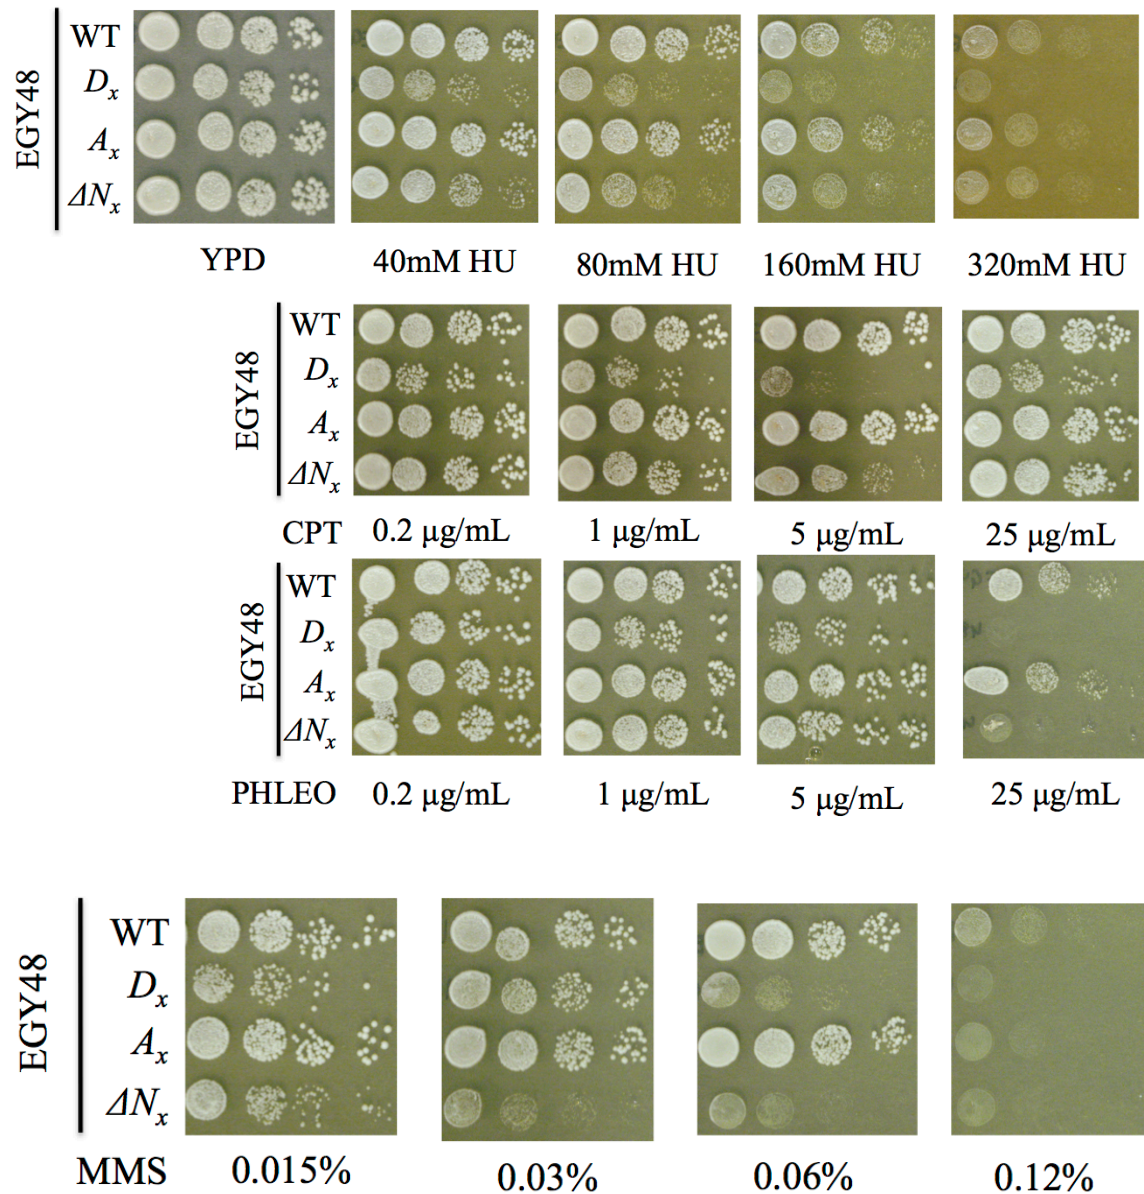 EGY48
WT
Dx
Ax
ΔNx
YPD
40mM HU
80mM HU
160mM HU
320mM HU
EGY48
WT
Dx
Ax
ΔNx
CPT
0.2 μg/mL
1 μg/mL
5 μg/mL
25 μg/mL
EGY48
WT
Dx
Ax
ΔNx
PHLEO
0.2 μg/mL
1 μg/mL
5 μg/mL
25 μg/mL
EGY48
WT
Dx
Ax
ΔNx
MMS
0.015%
0.03%
0.06%
0.12%